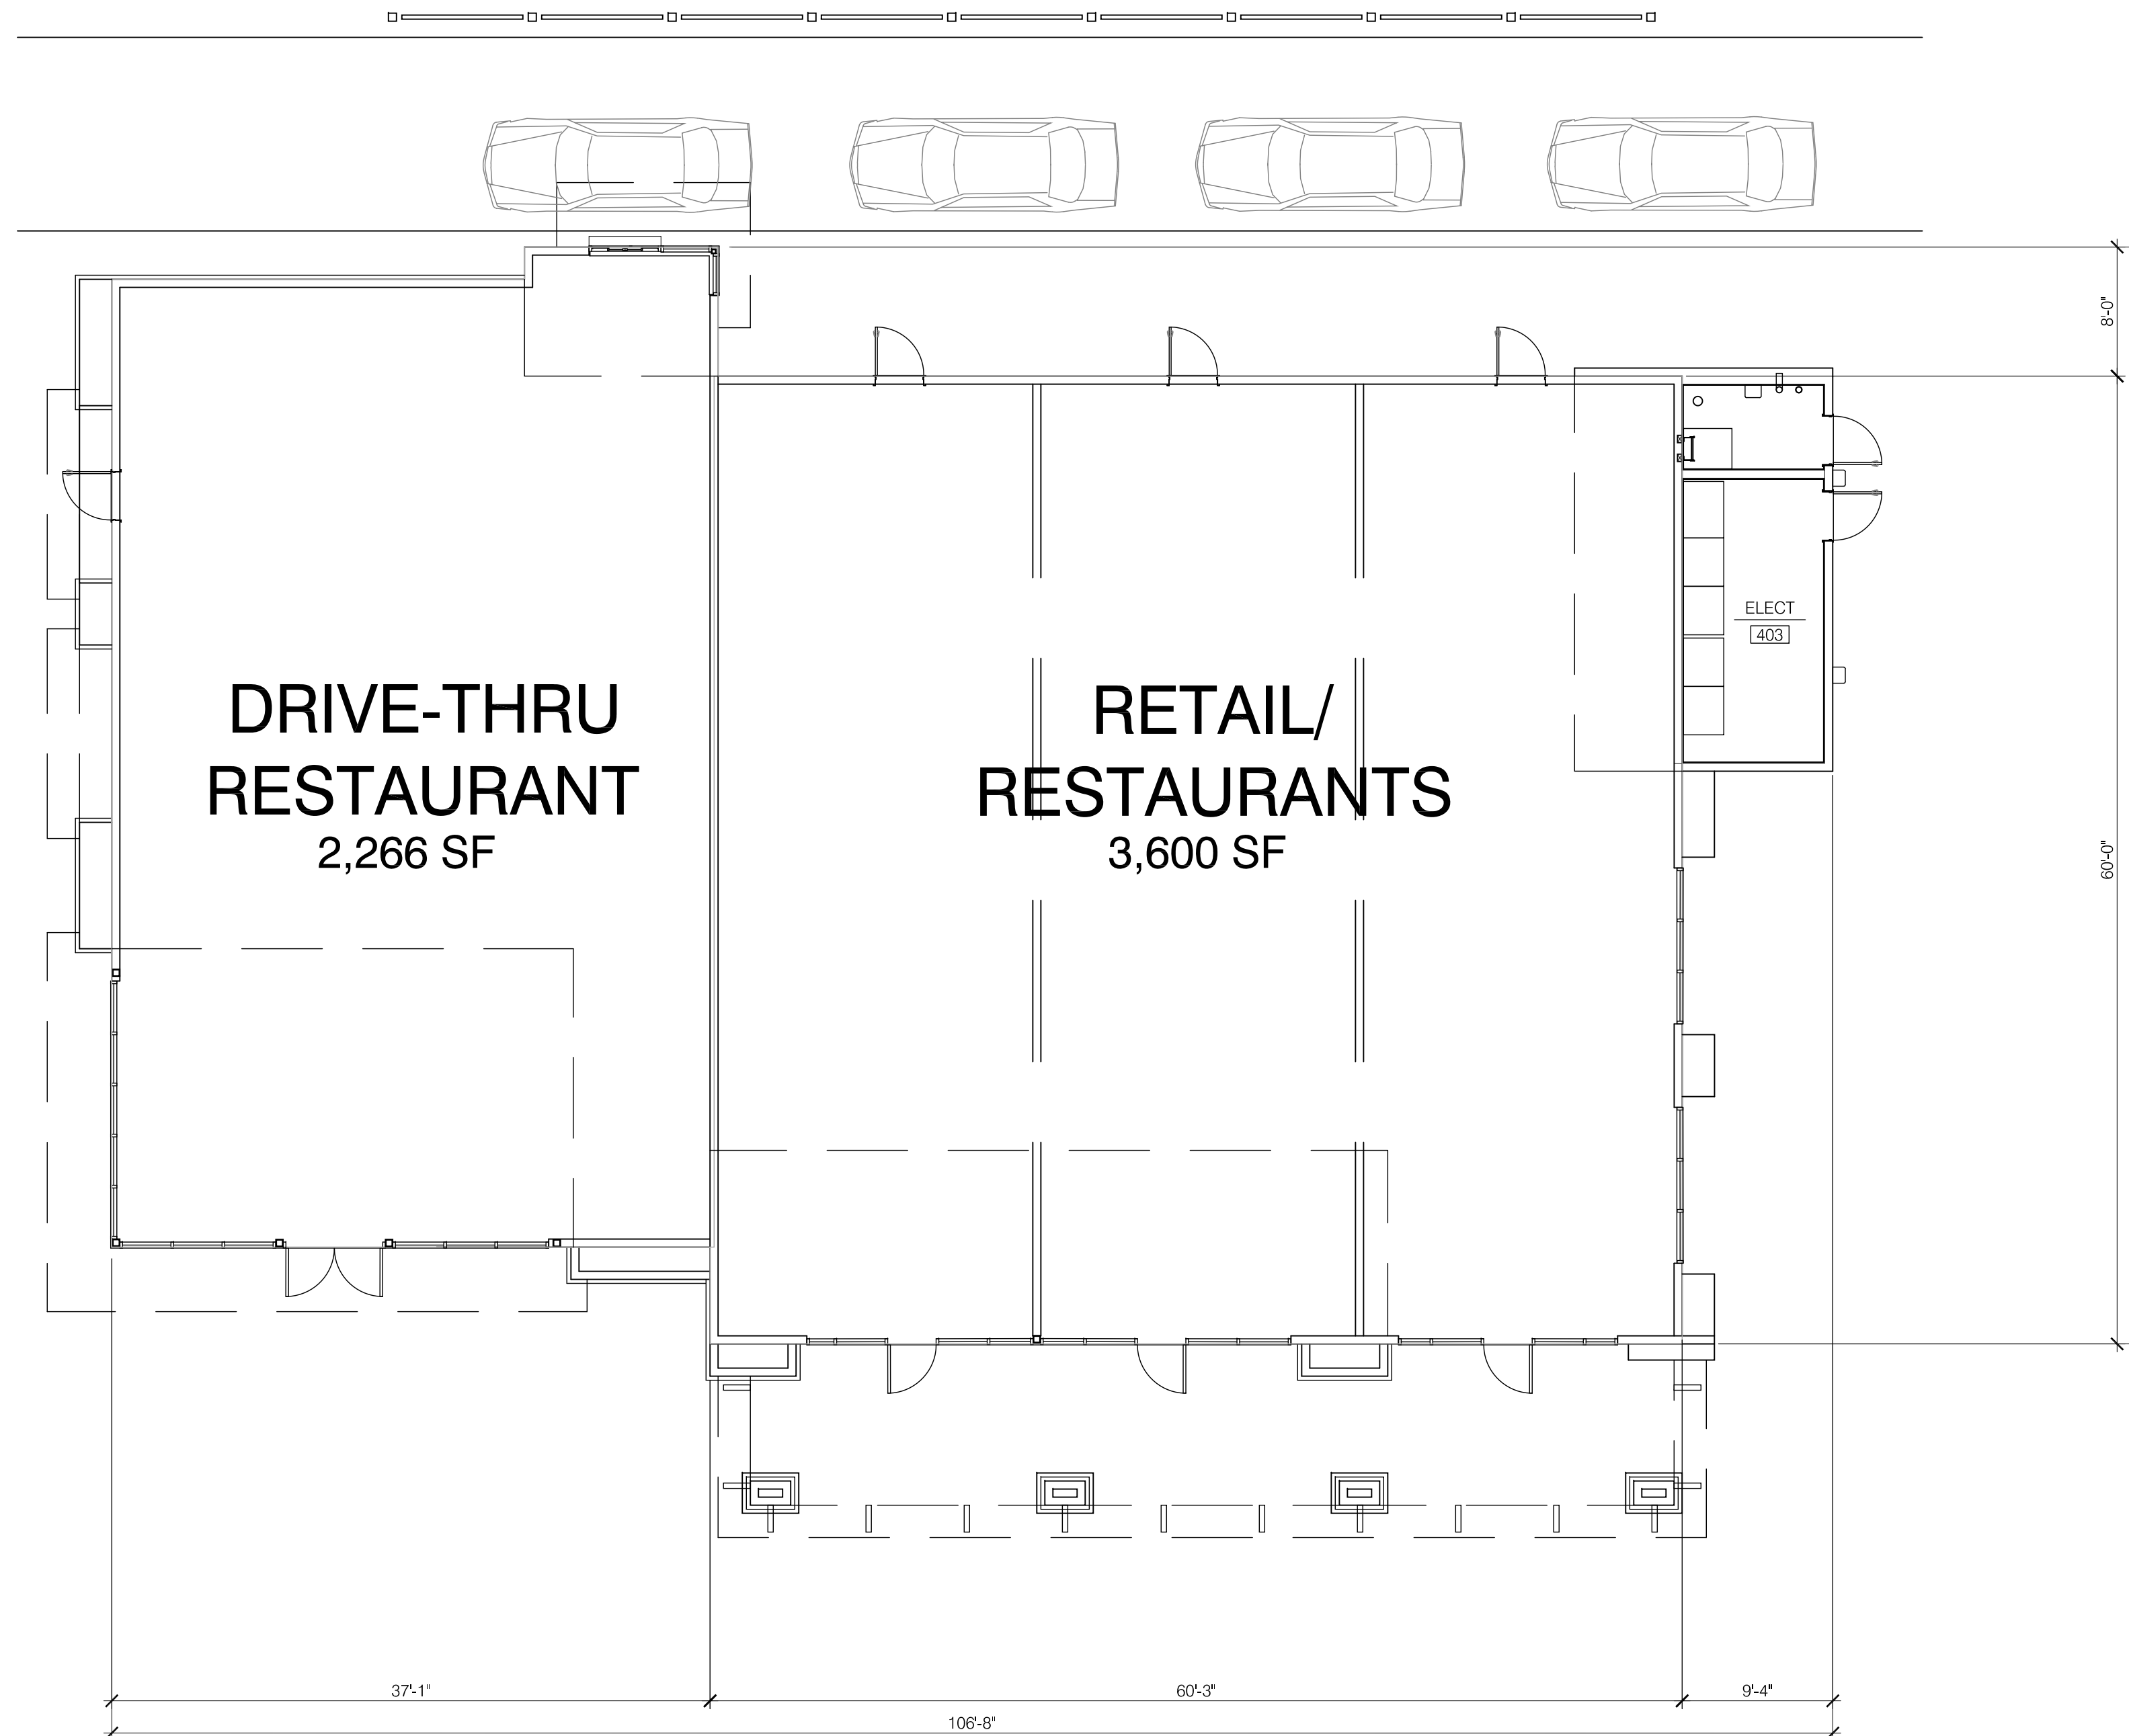 8'-0"
ELECT
403
DRIVE-THRU
RESTAURANT
2,266 SF
RETAIL/
RESTAURANTS
3,600 SF
60'-0"
37'-1"
60'-3"
9'-4"
106'-8"